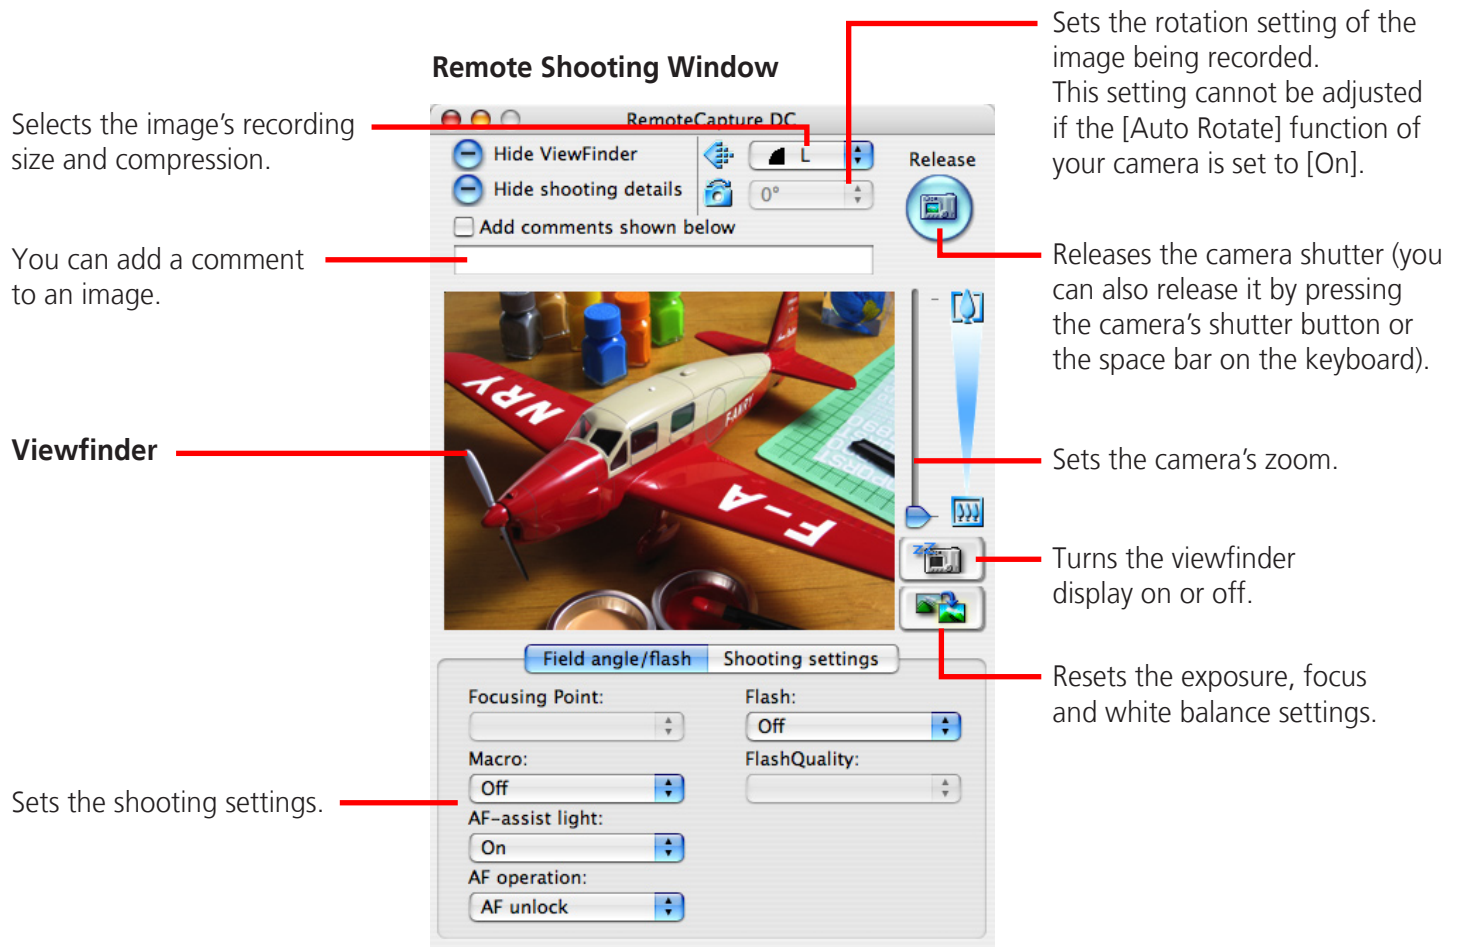 Remote Shooting Window
Selects the image's recording
size and compression.
You can add a comment
to an image.
Viewfinder
Sets the shooting settings.
RemoteCapture DC
Hide ViewFinder
L
Release
Hide shooting details
0°
Add comments shown below
NRY
F-ANRY
F-A
zz
Field angle/flash
Shooting settings
Focusing Point:
Flash:
Off
Macro:
FlashQuality:
Off
AF-assist light:
On
AF operation:
AF unlock
Sets the rotation setting of the
image being recorded.
This setting cannot be adjusted
if the [Auto Rotate] function of
your camera is set to [On].
Releases the camera shutter (you
can also release it by pressing
the camera's shutter button or
the space bar on the keyboard).
Sets the camera's zoom.
Turns the viewfinder
display on or off.
Resets the exposure, focus
and white balance settings.